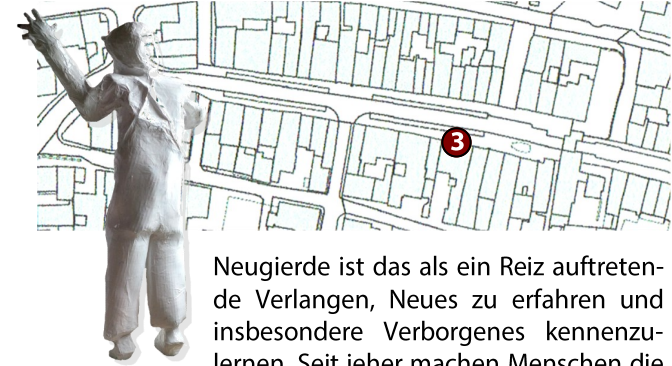 3
Neugierde ist das als ein Reiz auftreten-
de Verlangen, Neues zu erfahren und
insbesondere Verborgenes kennenzu-
lernen. Seit jeher machen Menschen die